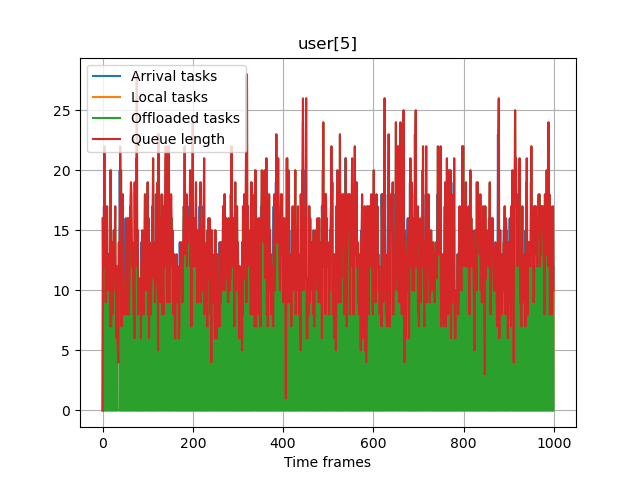 user[5]
Arrival tasks
Local tasks
Offloaded tasks
Queue length
25
20
15
10
5
0
0 200 400 600 800 1000
Time frames